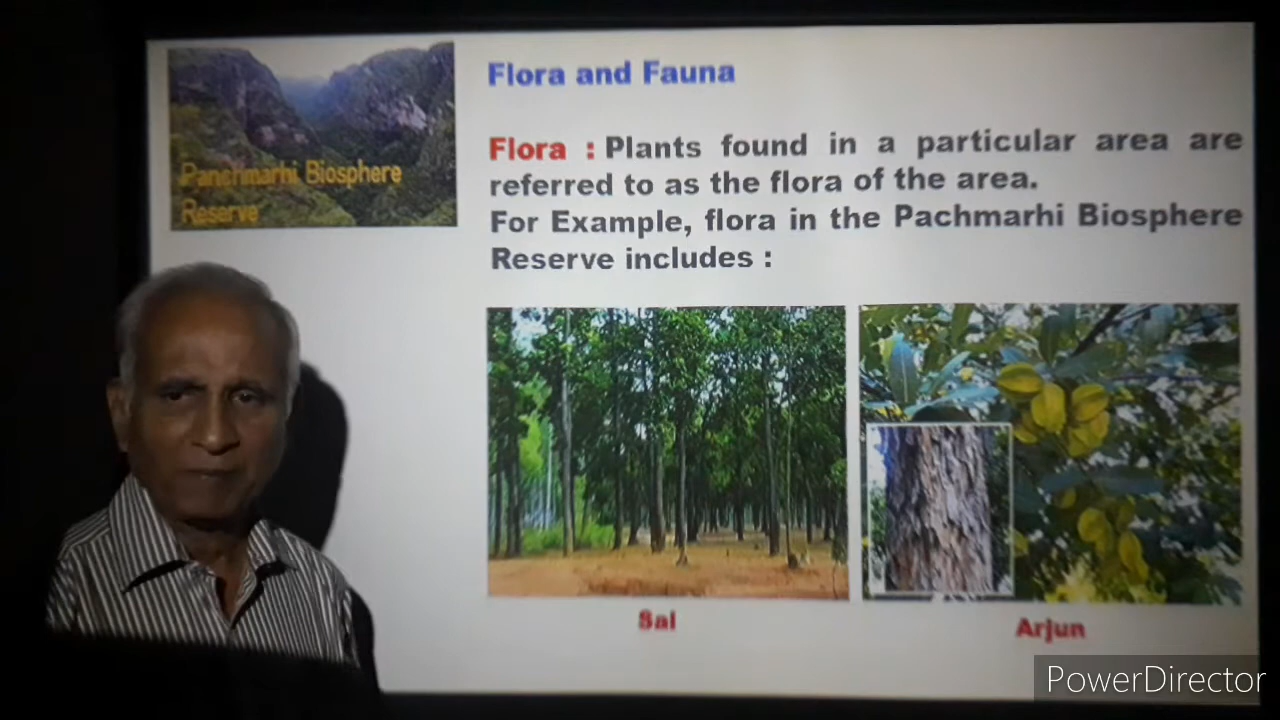 Flora and Fauna
Panchmarhi Biosphere
Reserve
Flora : Plants found in a particular area are
referred to as the flora of the area.
For Example, flora in the Pachmarhi Biosphere
Reserve includes :
Sal
Arjun
PowerDirector